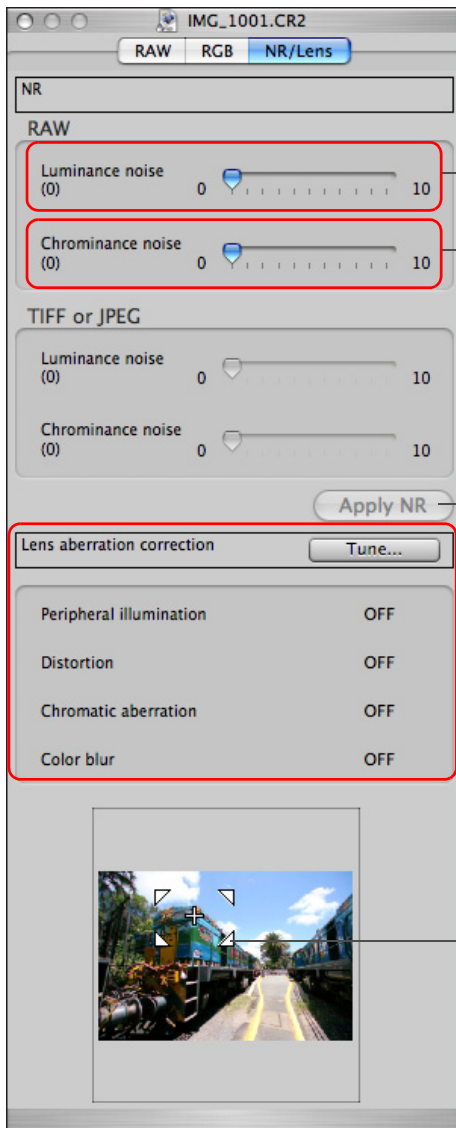 IMG_1001.CR2
RAW RGB NR/Lens
NR
RAW
Luminance noise
(0) 0 10
Chrominance noise
(0) 0 10
TIFF or JPEG
Luminance noise
(0) 0 10
Chrominance noise
(0) 0 10
Apply NR
Lens aberration correction Tune...
Peripheral illumination OFF
Distortion OFF
Chromatic aberration OFF
Color blur OFF